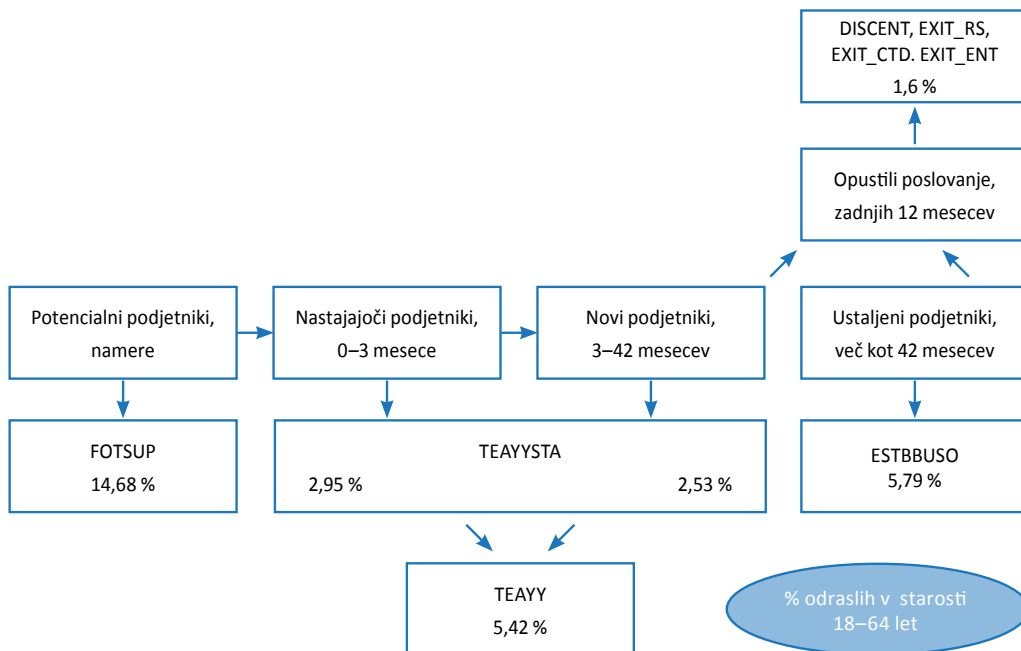 DISCENT, EXIT_RS,
EXIT_CTD. EXIT_ENT
1,6 %
Opustili poslovanje,
zadnjih 12 mesecev
Potencialni podjetniki,
namere
Nastajajoči podjetniki,
0–3 mesece
Novi podjetniki,
3–42 mesecev
Ustaljeni podjetniki,
več kot 42 mesecev
FOTSUP
14,68 %
TEAYYSTA
2,95 %
2,53 %
ESTBBUSO
5,79 %
TEAYY
5,42 %
% odraslih v starosti
18–64 let